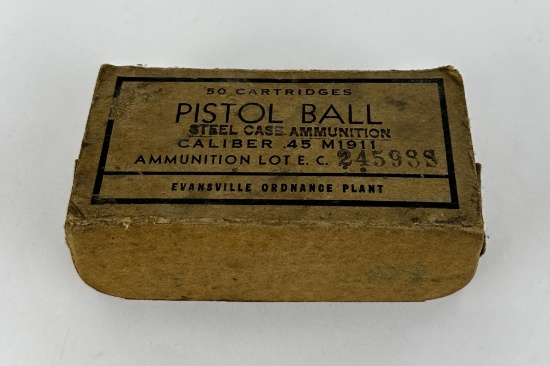 50 CARTRIDGES
PISTOL BALL
STEEL CASE AMMUNITION
CALIBER .45 M1911
AMMUNITION LOT E. C. 245988
EVANSVILLE ORDNANCE PLANT